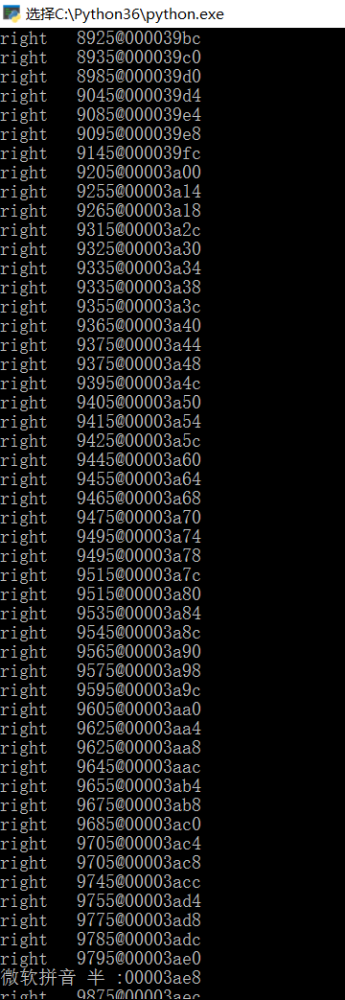 选择C:\Python36\python.exe
right 8925@000039bc
right 8935@000039c0
right 8985@000039d0
right 9045@000039d4
right 9085@000039e4
right 9095@000039e8
right 9145@000039fc
right 9205@00003a00
right 9255@00003a14
right 9265@00003a18
right 9315@00003a2c
right 9325@00003a30
right 9335@00003a34
right 9335@00003a38
right 9355@00003a3c
right 9365@00003a40
right 9375@00003a44
right 9375@00003a48
right 9395@00003a4c
right 9405@00003a50
right 9415@00003a54
right 9425@00003a5c
right 9445@00003a60
right 9455@00003a64
right 9465@00003a68
right 9475@00003a70
right 9495@00003a74
right 9495@00003a78
right 9515@00003a7c
right 9515@00003a80
right 9535@00003a84
right 9545@00003a8c
right 9565@00003a90
right 9575@00003a98
right 9595@00003a9c
right 9605@00003aa0
right 9625@00003aa4
right 9625@00003aa8
right 9645@00003aac
right 9655@00003ab4
right 9675@00003ab8
right 9685@00003ac0
right 9705@00003ac4
right 9705@00003ac8
right 9745@00003acc
right 9755@00003ad4
right 9775@00003ad8
right 9785@00003adc
right 9795@00003ae0
微软拼音 半 :00003ae8
right 9875@00003aec